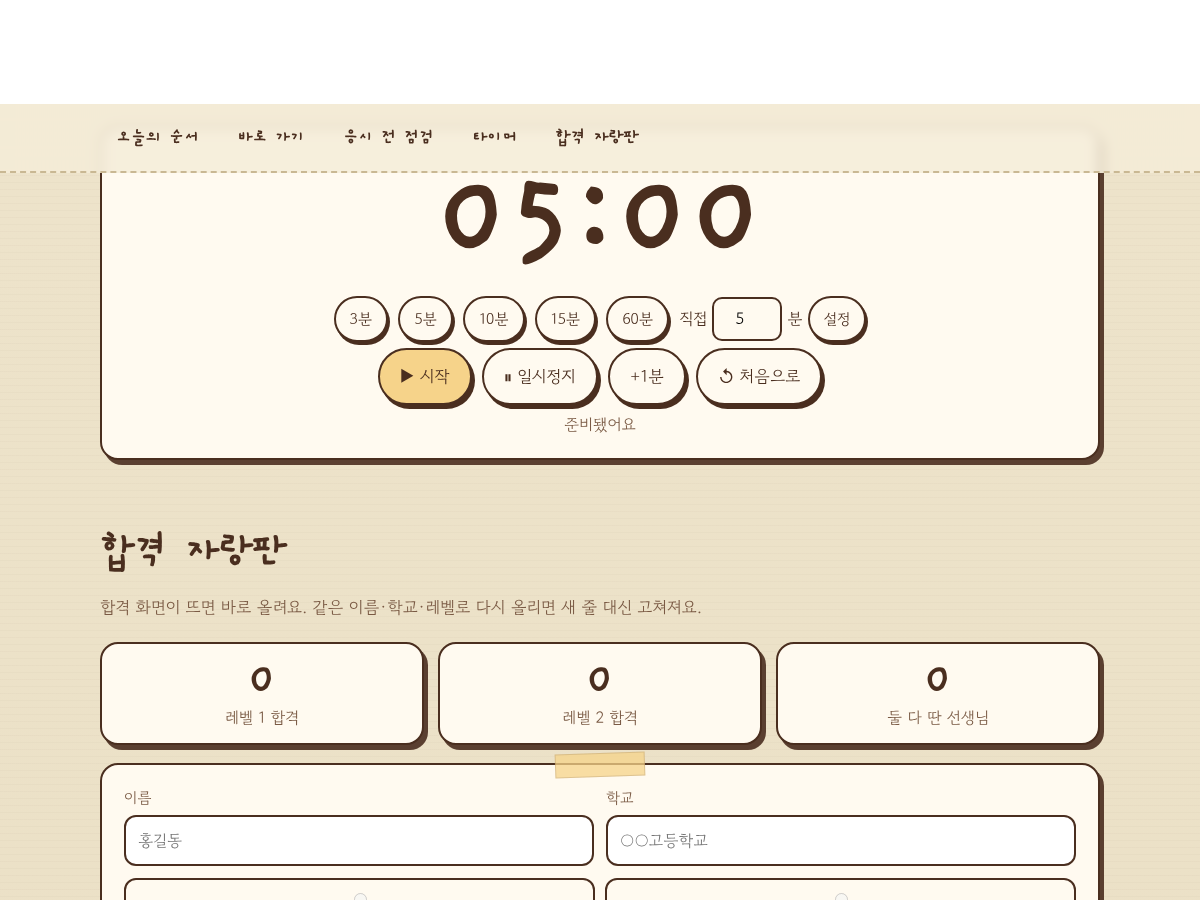 오늘의 순서 바로 가기 응시 전 점검 타이머 합격 자랑판
05:00
3분 5분 10분 15분 60분 직접 5 분 설정
▶ 시작 ⏸ 일시정지 +1분 ↺ 처음으로
준비됐어요
합격 자랑판
합격 화면이 뜨면 바로 올려요. 같은 이름·학교·레벨로 다시 올리면 새 줄 대신 고쳐져요.
0 0 0
레벨 1 합격 레벨 2 합격 둘 다 딴 선생님
이름 학교
홍길동 ○○고등학교